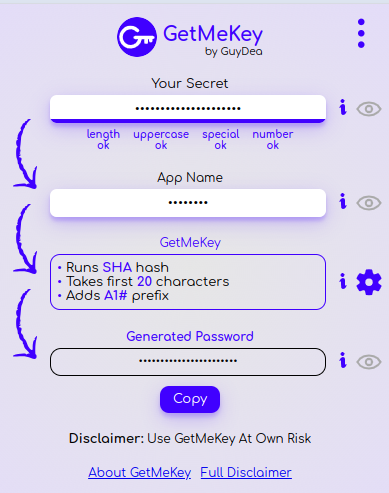 GetMeKey
by GuyDea
Your Secret
•••••••••••••••••••••
length uppercase special number
ok ok ok ok
App Name
••••••••
GetMeKey
• Runs SHA hash
• Takes first 20 characters
• Adds A1# prefix
Generated Password
•••••••••••••••••••••••
Copy
Disclaimer: Use GetMeKey At Own Risk
About GetMeKey Full Disclaimer